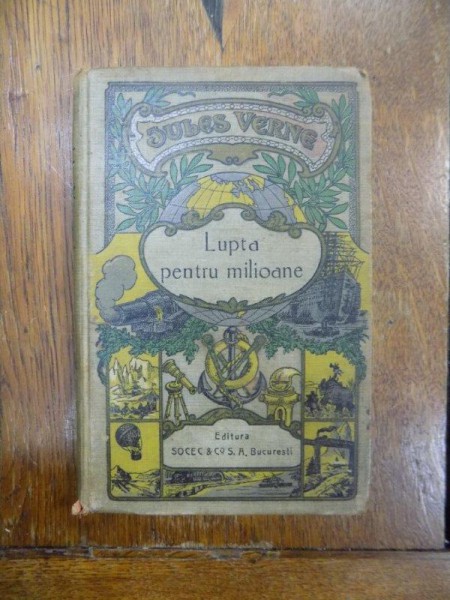 JULES VERNE
Lupta
pentru milioane
Editura
SOCEC & Co S. A. Bucuresti